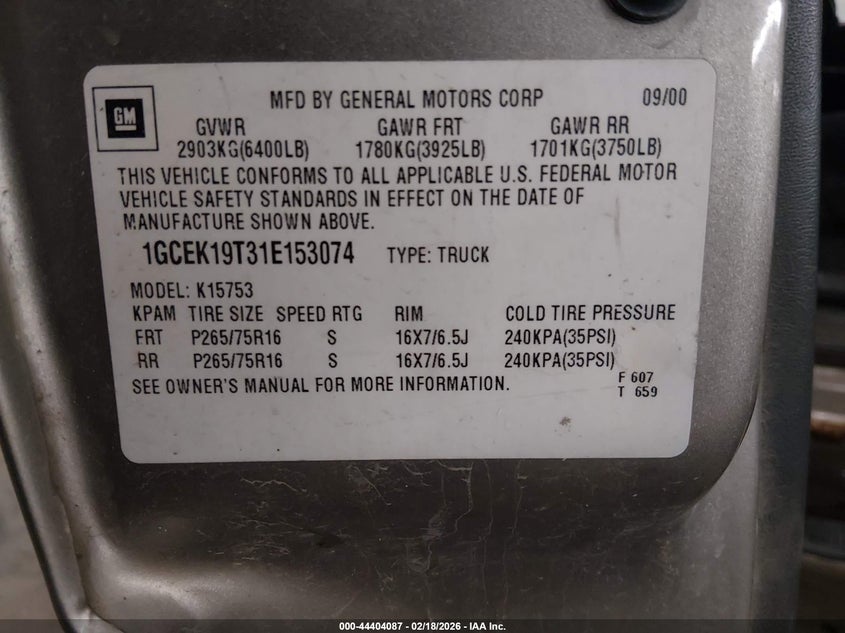 GM
MFD BY GENERAL MOTORS CORP 09/00
GVWR GAWR FRT GAWR RR
2903KG(6400LB) 1780KG(3925LB) 1701KG(3750LB)
THIS VEHICLE CONFORMS TO ALL APPLICABLE U.S. FEDERAL MOTOR
VEHICLE SAFETY STANDARDS IN EFFECT ON THE DATE OF
MANUFACTURE SHOWN ABOVE.
1GCEK19T31E153074 TYPE: TRUCK
MODEL: K15753
KPAM TIRE SIZE SPEED RTG RIM COLD TIRE PRESSURE
FRT P265/75R16 S 16X7/6.5J 240KPA(35PSI)
RR P265/75R16 S 16X7/6.5J 240KPA(35PSI)
SEE OWNER'S MANUAL FOR MORE INFORMATION. F 607
T 659
000-44404087 - 02/18/2026 - IAA Inc.